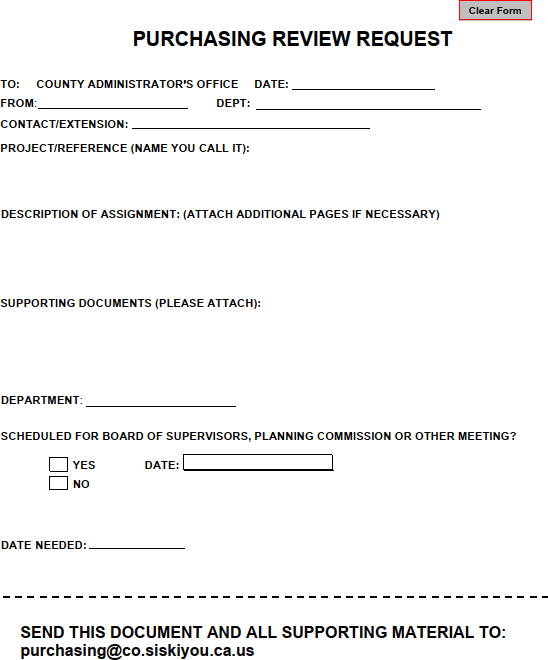 Clear Form
PURCHASING REVIEW REQUEST
TO: COUNTY ADMINISTRATOR'S OFFICE DATE:
FROM: DEPT:
CONTACT/EXTENSION:
PROJECT/REFERENCE (NAME YOU CALL IT):
DESCRIPTION OF ASSIGNMENT: (ATTACH ADDITIONAL PAGES IF NECESSARY)
SUPPORTING DOCUMENTS (PLEASE ATTACH):
DEPARTMENT:
SCHEDULED FOR BOARD OF SUPERVISORS, PLANNING COMMISSION OR OTHER MEETING?
YES DATE:
NO
DATE NEEDED:
SEND THIS DOCUMENT AND ALL SUPPORTING MATERIAL TO:
purchasing@co.siskiyou.ca.us